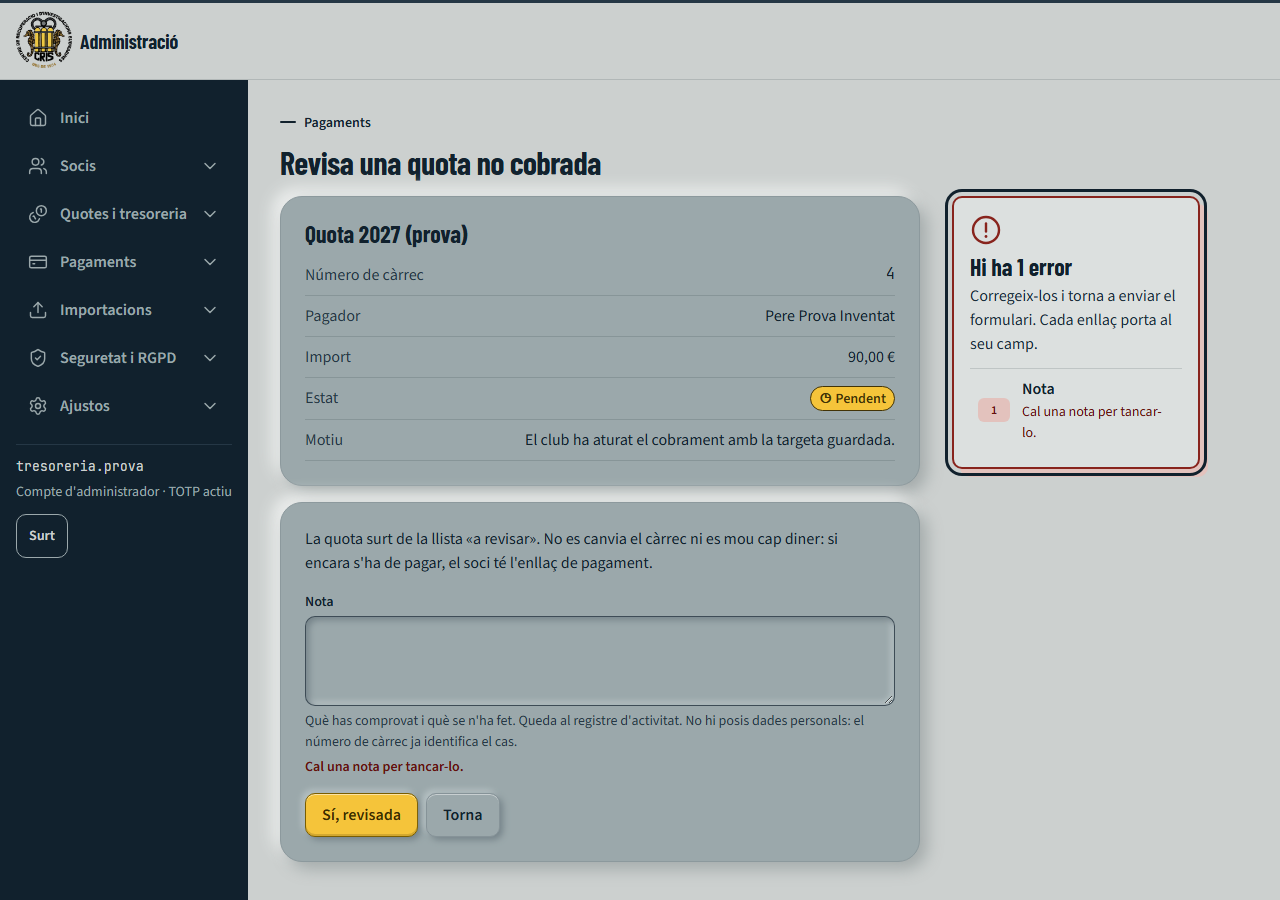 CRIS
Administració
Inici
Socis
Quotes i tresoreria
Pagaments
Importacions
Seguretat i RGPD
Ajustos
tresoreria.prova
Compte d'administrador · TOTP actiu
Surt
Pagaments
Revisa una quota no cobrada
Quota 2027 (prova)
Número de càrrec 4
Pagador Pere Prova Inventat
Import 90,00 €
Estat Pendent
Motiu El club ha aturat el cobrament amb la targeta guardada.
La quota surt de la llista «a revisar». No es canvia el càrrec ni es mou cap diner: si
encara s'ha de pagar, el soci té l'enllaç de pagament.
Nota
Què has comprovat i què se n'ha fet. Queda al registre d'activitat. No hi posis dades personals: el
número de càrrec ja identifica el cas.
Cal una nota per tancar-lo.
Sí, revisada
Torna
Hi ha 1 error
Corregeix-los i torna a enviar el
formulari. Cada enllaç porta al
seu camp.
1
Nota
Cal una nota per tancar-
lo.